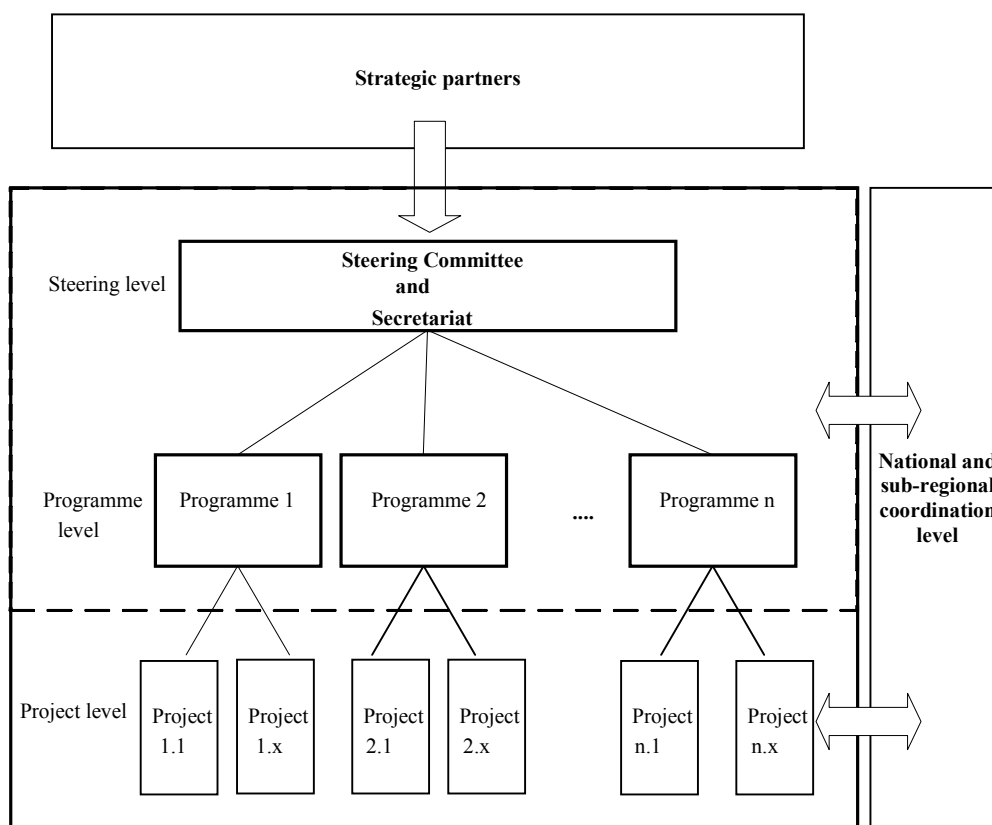 Strategic partners
Steering level
Steering Committee
and
Secretariat
Programme
level
Programme 1
Programme 2
....
Programme n
National and
sub-regional
coordination
level
Project level
Project
1.1
Project
1.x
Project
2.1
Project
2.x
Project
n.1
Project
n.x